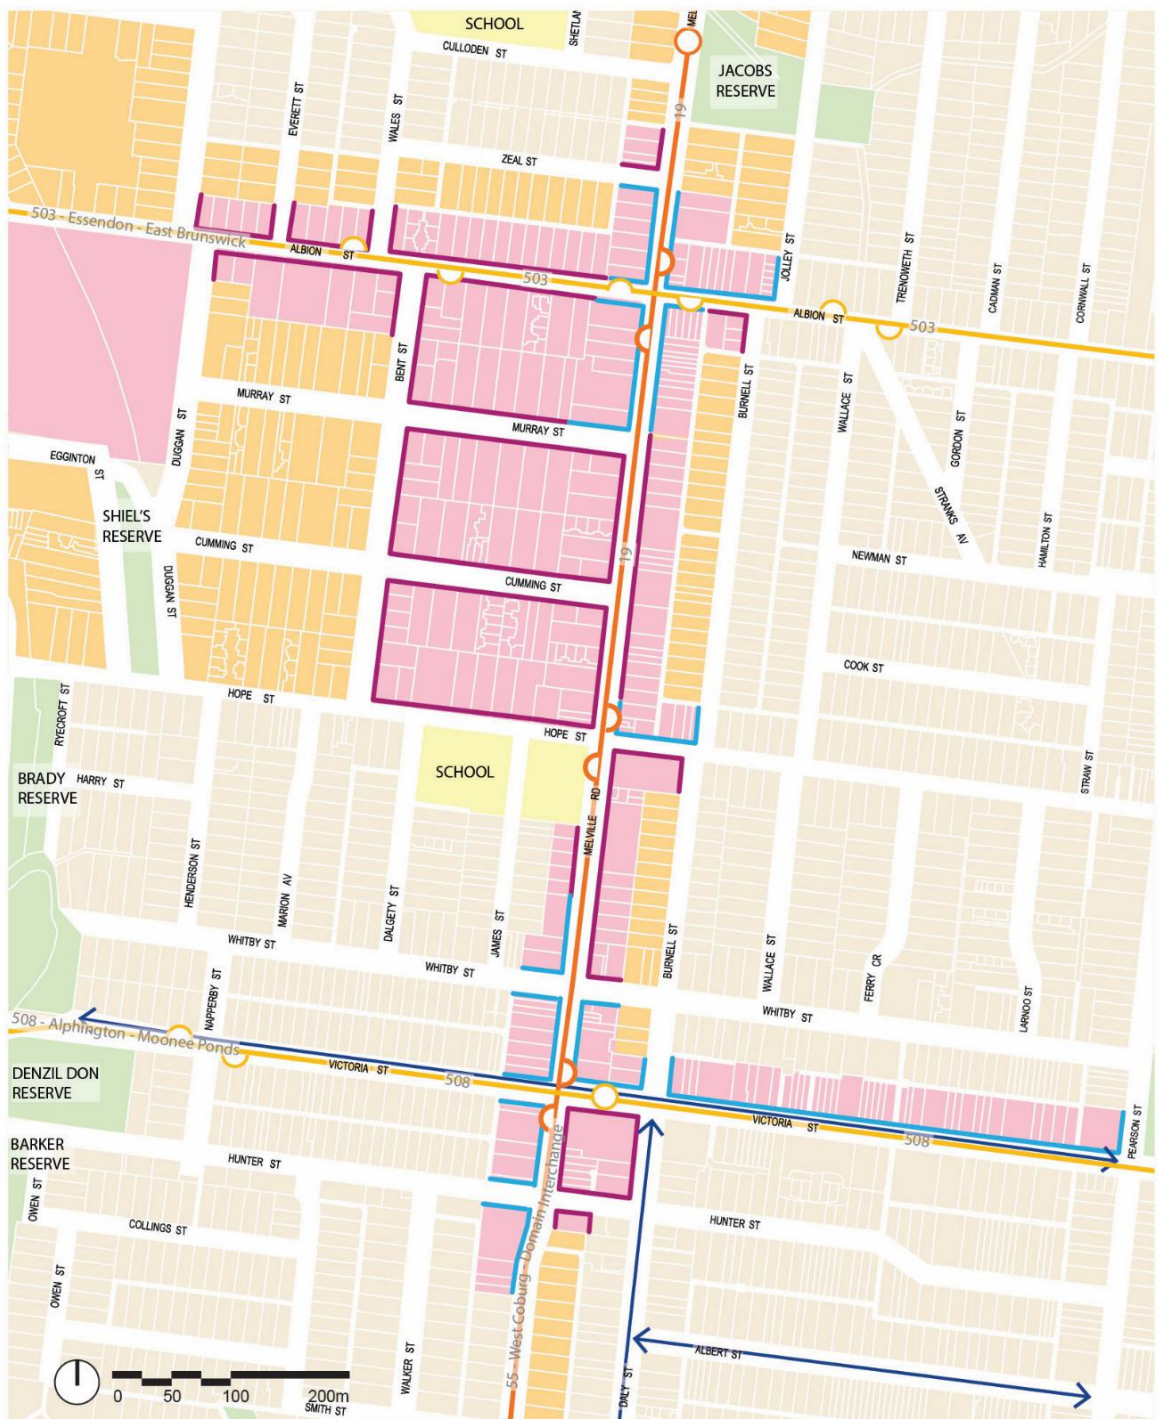 SCHOOL
SHETLAN
MEL
CULLODEN ST
JACOBS
RESERVE
EVERETT ST
WALES ST
19
ZEAL ST
503 - Essendon - East Brunswick
ALBION ST
503
JOLLEY ST
TRENOWETH ST
CADMAN ST
CORNWALL ST
ALBION ST
503
BENT ST
BURNELL ST
WALLACE ST
GORDON ST
MURRAY ST
MURRAY ST
DUGGAN ST
EGGINTON
ST
STRANKS AV
HAMILTON ST
SHIEL'S
RESERVE
CUMMING ST
19
NEWMAN ST
CUMMING ST
DUGGAN ST
COOK ST
HOPE ST
RYECROFT ST
HOPE ST
STRAW ST
BRADY
RESERVE
HARRY ST
SCHOOL
MELVILLE RD
HENDERSON ST
MARION AV
DALGETY ST
JAMES ST
BURNELL ST
WALLACE ST
FERRY CR
LARNOO ST
WHITBY ST
WHITBY ST
NAPPERBY ST
WHITBY ST
508 - Alphington - Moonee Ponds
VICTORIA ST
508
DENZIL DON
RESERVE
VICTORIA ST
508
PEARSON ST
BARKER
RESERVE
HUNTER ST
OWEN ST
COLLINGS ST
HUNTER ST
55 - West Coburg - Domain Interchange
OWEN ST
WALKER ST
ALBERT ST
DALY ST
0 50 100 200m
SMITH ST